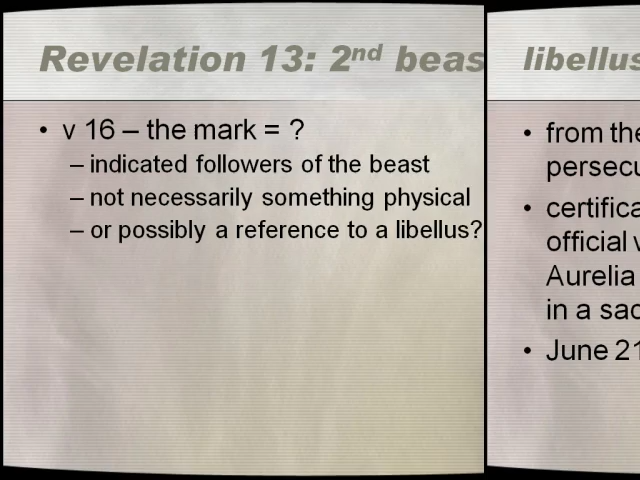 Revelation 13: 2nd beas
• v 16 – the mark = ?
– indicated followers of the beast
– not necessarily something physical
– or possibly a reference to a libellus?
libellus
• from the
persecu
• certifica
official v
Aurelia
in a sac
• June 21